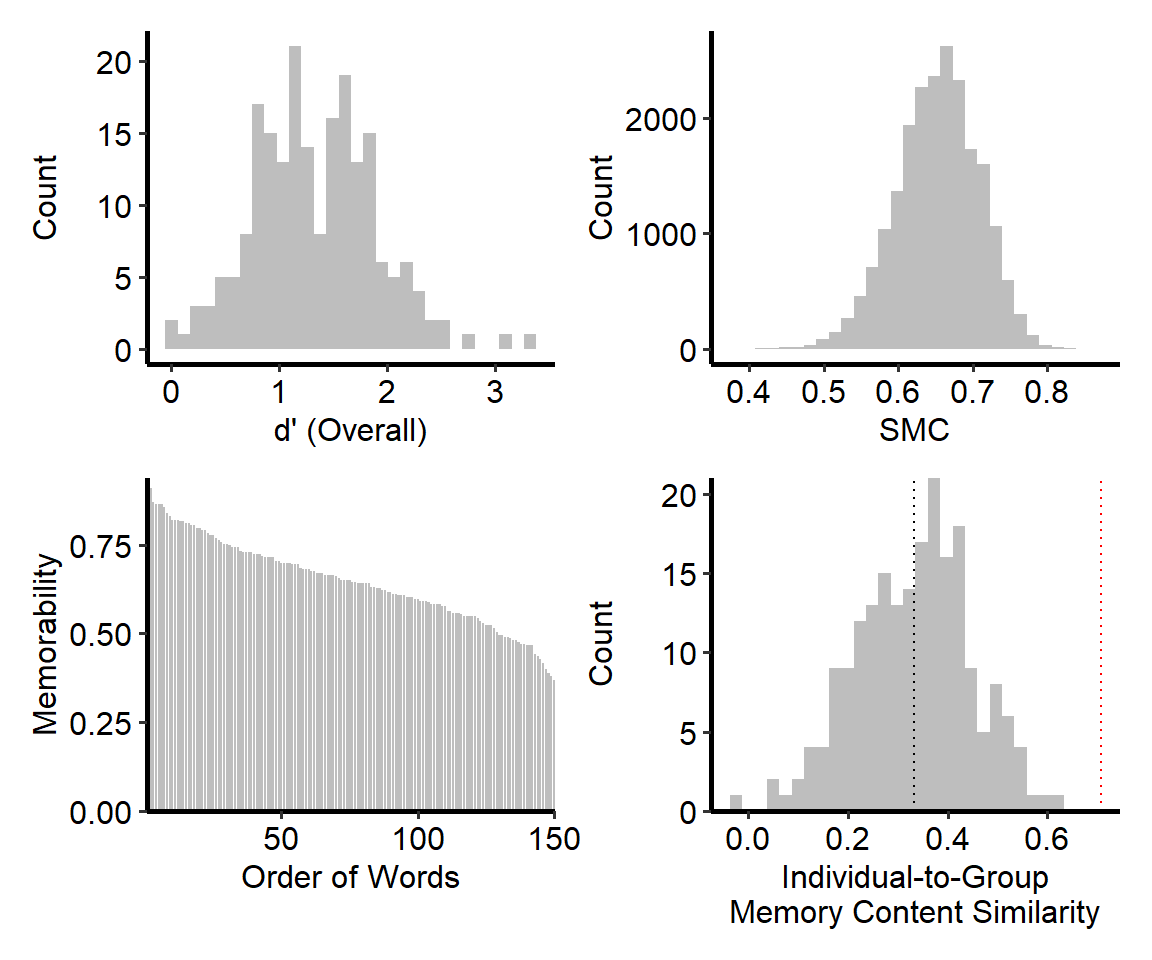 20
15
10
5
0
Count
0 1 2 3
d' (Overall)
2000
1000
0
Count
0.4 0.5 0.6 0.7 0.8
SMC
0.75
0.50
0.25
0.00
Memorability
50 100 150
Order of Words
20
15
10
5
0
Count
0.0 0.2 0.4 0.6
Individual-to-Group
Memory Content Similarity